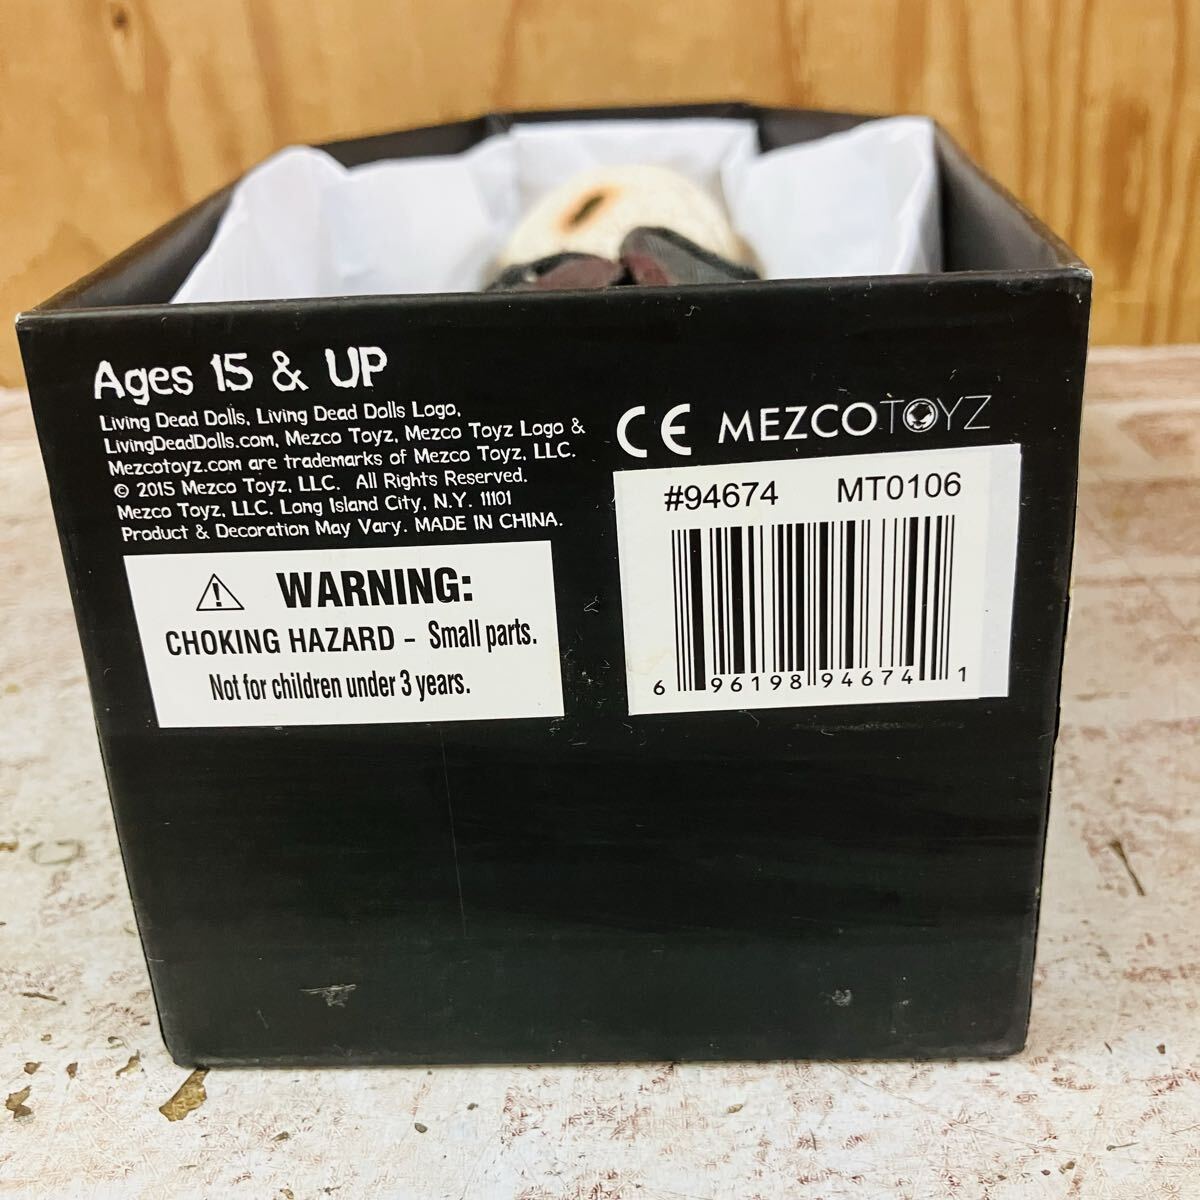 Ages 15 & UP
Living Dead Dolls, Living Dead Dolls Logo,
LivingDeadDolls.com, Mezco Toyz, Mezco Toyz Logo &
Mezcotoyz.com are trademarks of Mezco Toyz, LLC.
© 2015 Mezco Toyz, LLC. All Rights Reserved.
Mezco Toyz, LLC. Long Island City, N.Y. 11101
Product & Decoration May Vary. MADE IN CHINA.
WARNING:
CHOKING HAZARD – Small parts.
Not for children under 3 years.
CE MEZCOTOYZ
#94674 MT0106
6 96198 94674 1